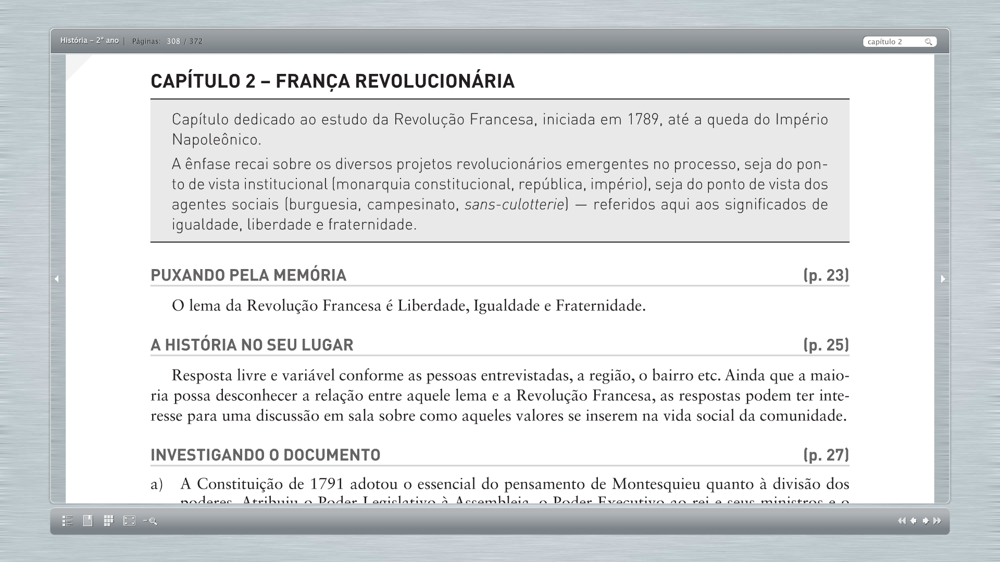 História – 2° ano | Páginas: 308 / 372
capítulo 2
CAPÍTULO 2 – FRANÇA REVOLUCIONÁRIA
Capítulo dedicado ao estudo da Revolução Francesa, iniciada em 1789, até a queda do Império
Napoleônico.
A ênfase recai sobre os diversos projetos revolucionários emergentes no processo, seja do pon-
to de vista institucional (monarquia constitucional, república, império), seja do ponto de vista dos
agentes sociais (burguesia, campesinato, sans-culotterie) — referidos aqui aos significados de
igualdade, liberdade e fraternidade.
PUXANDO PELA MEMÓRIA (p. 23)
O lema da Revolução Francesa é Liberdade, Igualdade e Fraternidade.
A HISTÓRIA NO SEU LUGAR (p. 25)
Resposta livre e variável conforme as pessoas entrevistadas, a região, o bairro etc. Ainda que a maio-
ria possa desconhecer a relação entre aquele lema e a Revolução Francesa, as respostas podem ter inte-
resse para uma discussão em sala sobre como aqueles valores se inserem na vida social da comunidade.
INVESTIGANDO O DOCUMENTO (p. 27)
a) A Constituição de 1791 adotou o essencial do pensamento de Montesquieu quanto à divisão dos
poderes. Atribuiu o Poder Legislativo à Assembleia, o Poder Executivo ao rei e seus ministros e o